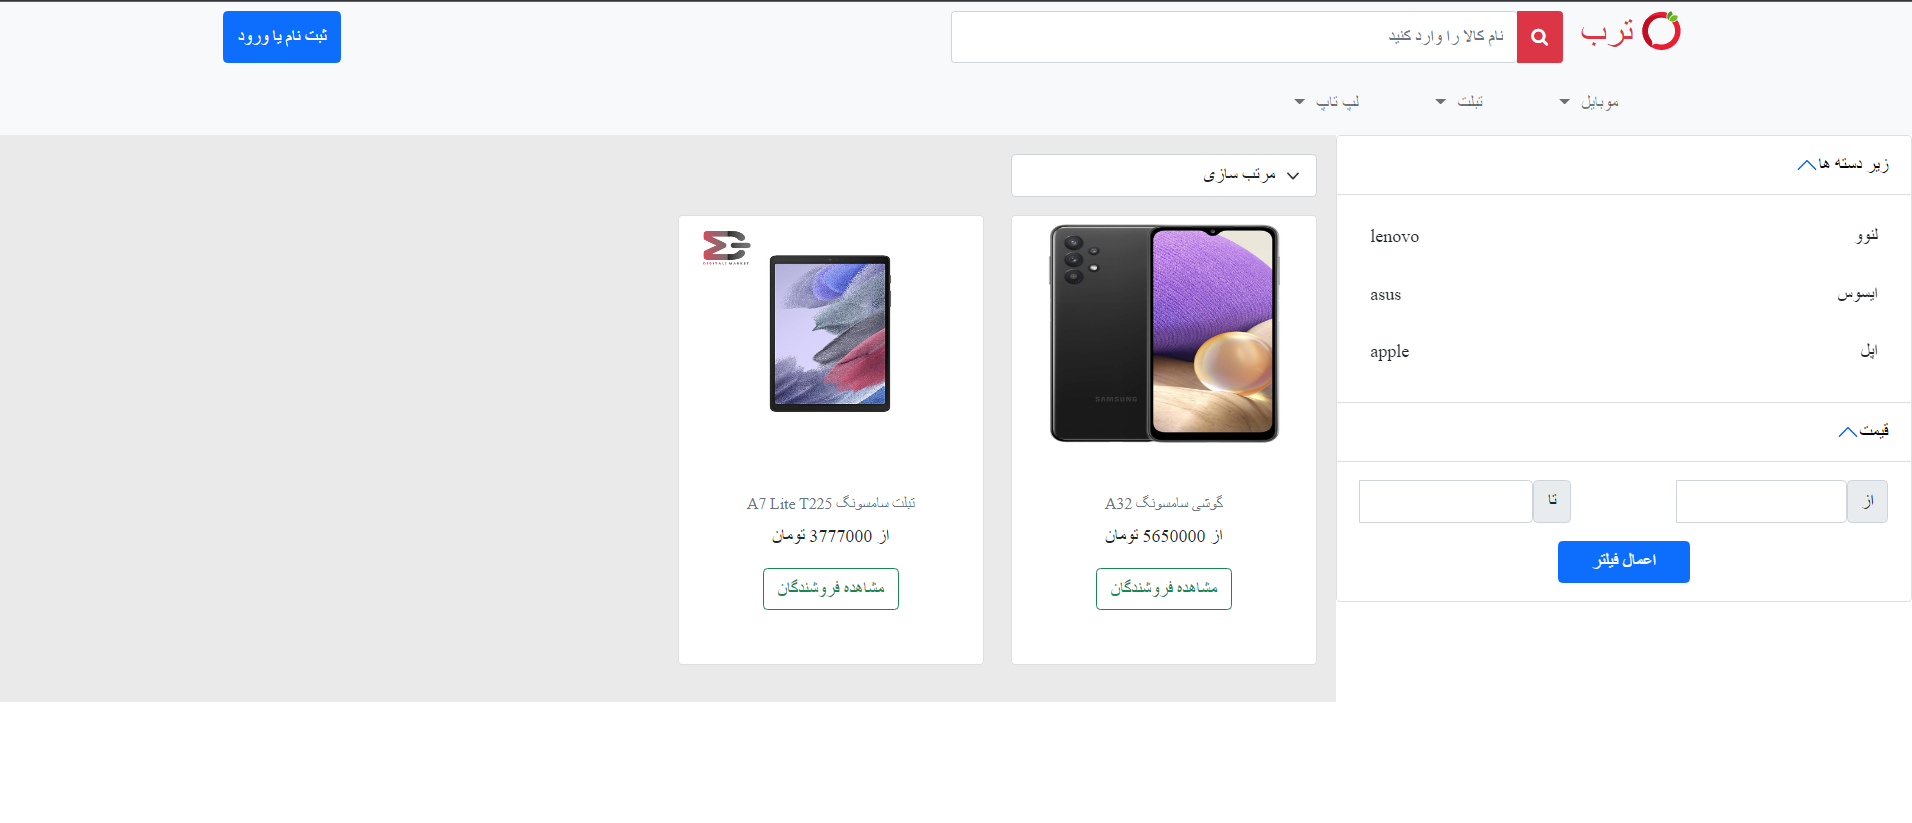 ترب
نام کالا را وارد کنید
ثبت نام یا ورود
موبایل
تبلت
لپ تاپ
زیر دسته ها
لنوو lenovo
ایسوس asus
اپل apple
قیمت
از
تا
اعمال فیلتر
مرتب سازی
SAMSUNG
گوشی سامسونگ A32
از 5650000 تومان
مشاهده فروشندگان
DIGITALL MARKET
تبلت سامسونگ A7 Lite T225
از 3777000 تومان
مشاهده فروشندگان